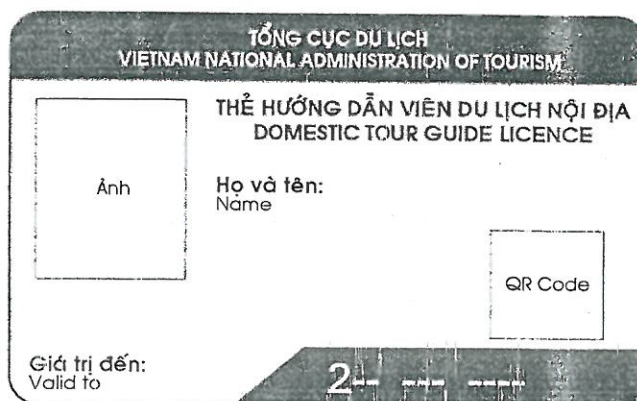 TỔNG CỤC DU LỊCH
VIETNAM NATIONAL ADMINISTRATION OF TOURISM
THẺ HƯỚNG DẪN VIÊN DU LỊCH NỘI ĐỊA
DOMESTIC TOUR GUIDE LICENCE
Ảnh
Họ và tên:
Name
QR Code
Giá trị đến:
Valid to
2-- --- ----